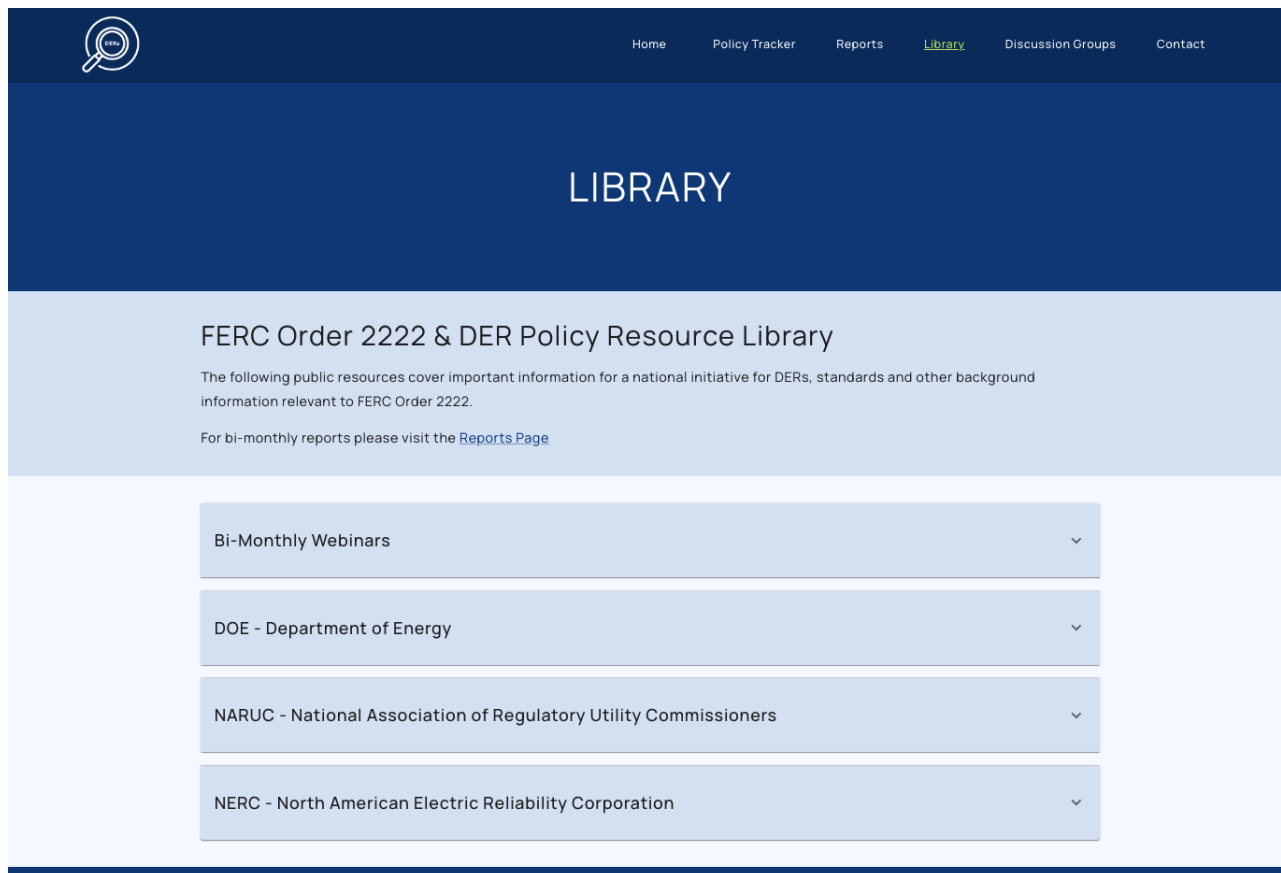 DERs
Home
Policy Tracker
Reports
Library
Discussion Groups
Contact
LIBRARY
FERC Order 2222 & DER Policy Resource Library
The following public resources cover important information for a national initiative for DERs, standards and other background
information relevant to FERC Order 2222.
For bi-monthly reports please visit the Reports Page
Bi-Monthly Webinars
DOE - Department of Energy
NARUC - National Association of Regulatory Utility Commissioners
NERC - North American Electric Reliability Corporation